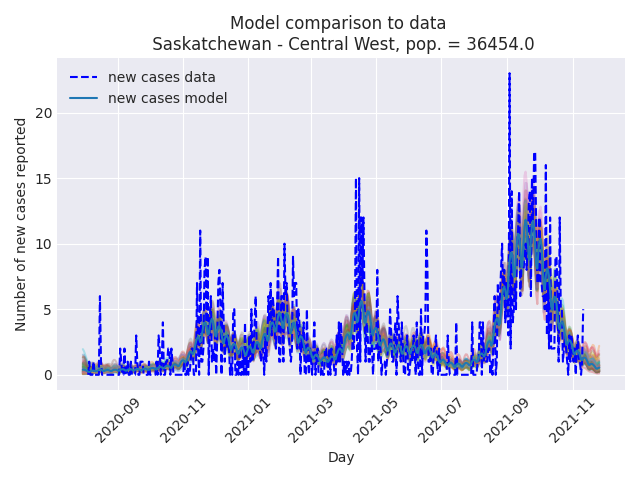 Model comparison to data
Saskatchewan - Central West, pop. = 36454.0
new cases data
new cases model
Number of new cases reported
20
15
10
5
0
2020-09
2020-11
2021-01
2021-03
2021-05
2021-07
2021-09
2021-11
Day